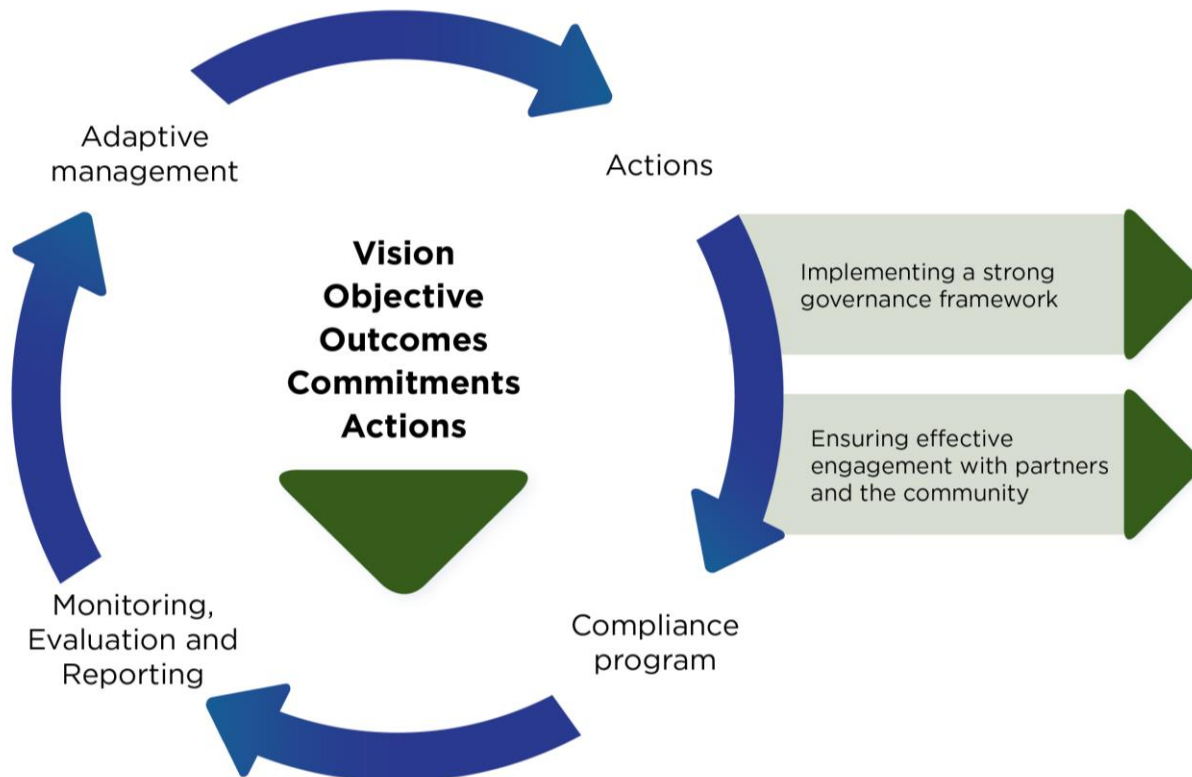 Adaptive
management
Actions
Vision
Objective
Outcomes
Commitments
Actions
Implementing a strong
governance framework
Ensuring effective
engagement with partners
and the community
Monitoring,
Evaluation and
Reporting
Compliance
program